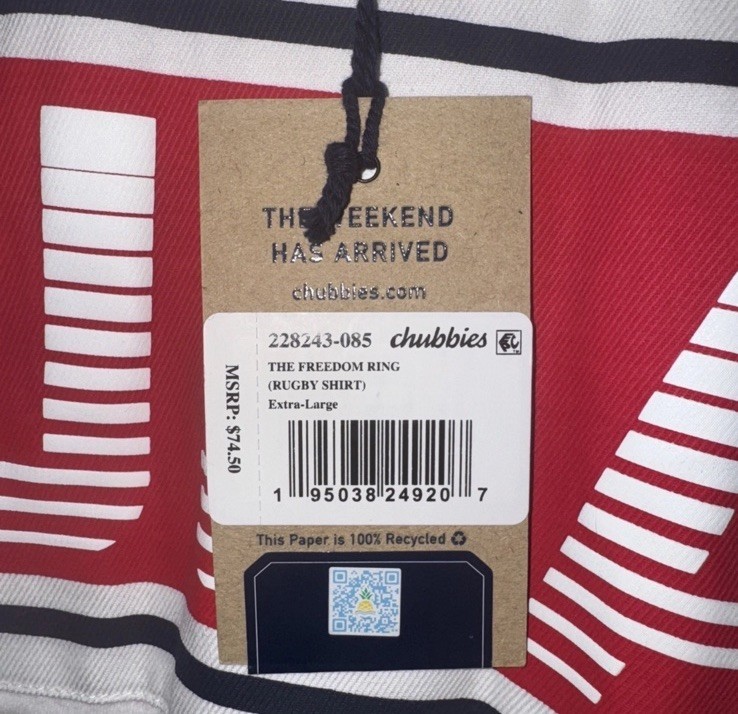 THE WEEKEND
HAS ARRIVED
chubbies.com
228243-085 chubbies
THE FREEDOM RING
(RUGBY SHIRT)
Extra-Large
MSRP: $74.50
1 95038 24920 7
This Paper is 100% Recycled